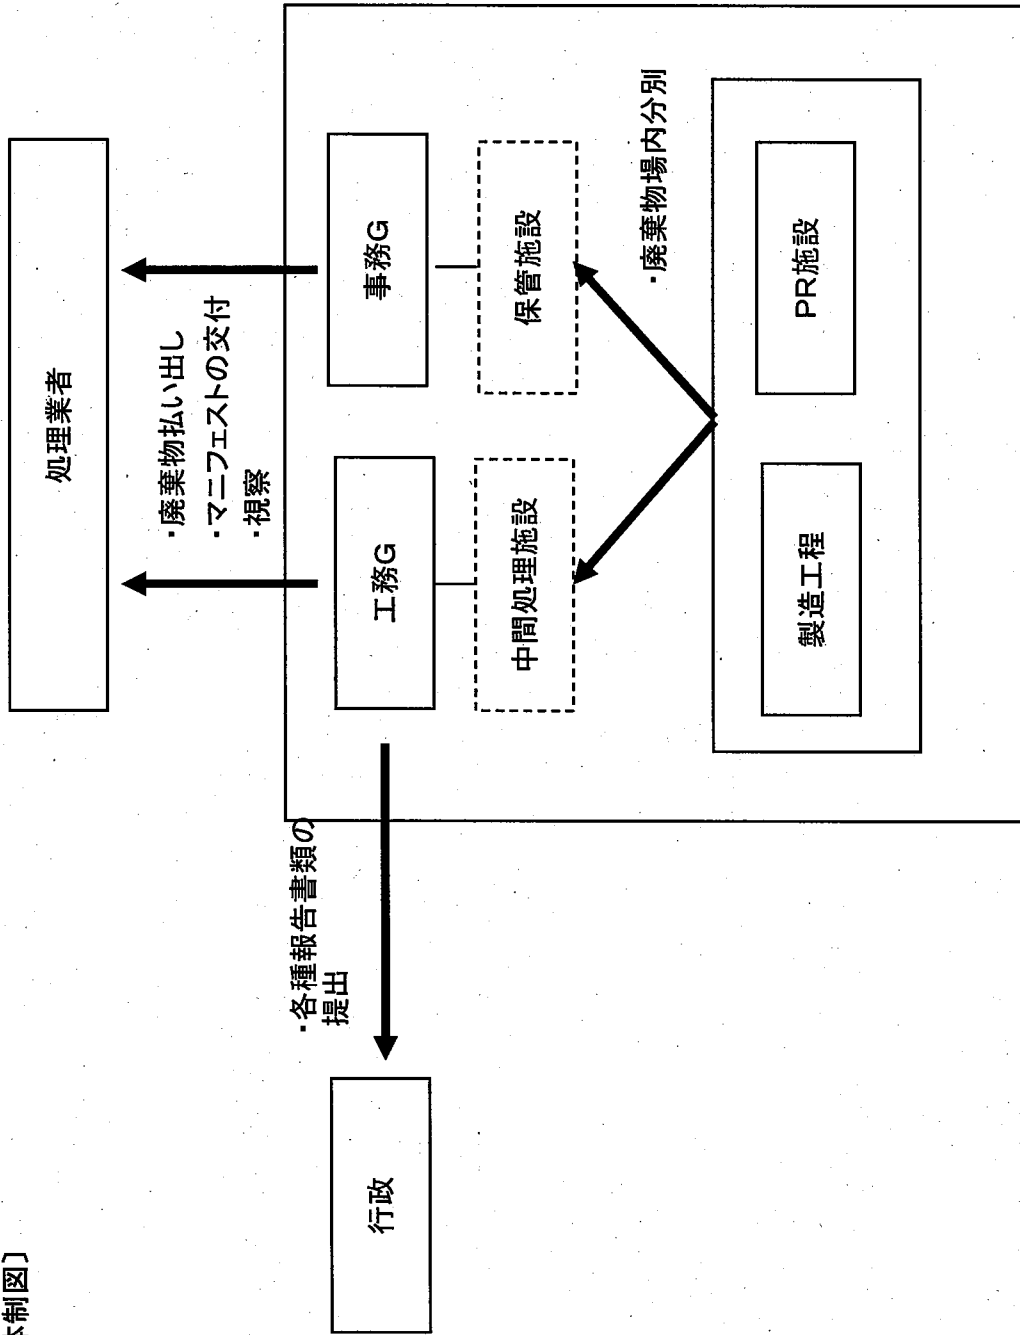 制図〕
処理業者
・廃棄物払い出し
・マニフェストの交付
・視察
・各種報告書類の
提出
行政
工務G
事務G
中間処理施設
保管施設
・廃棄物場内分別
製造工程
PR施設